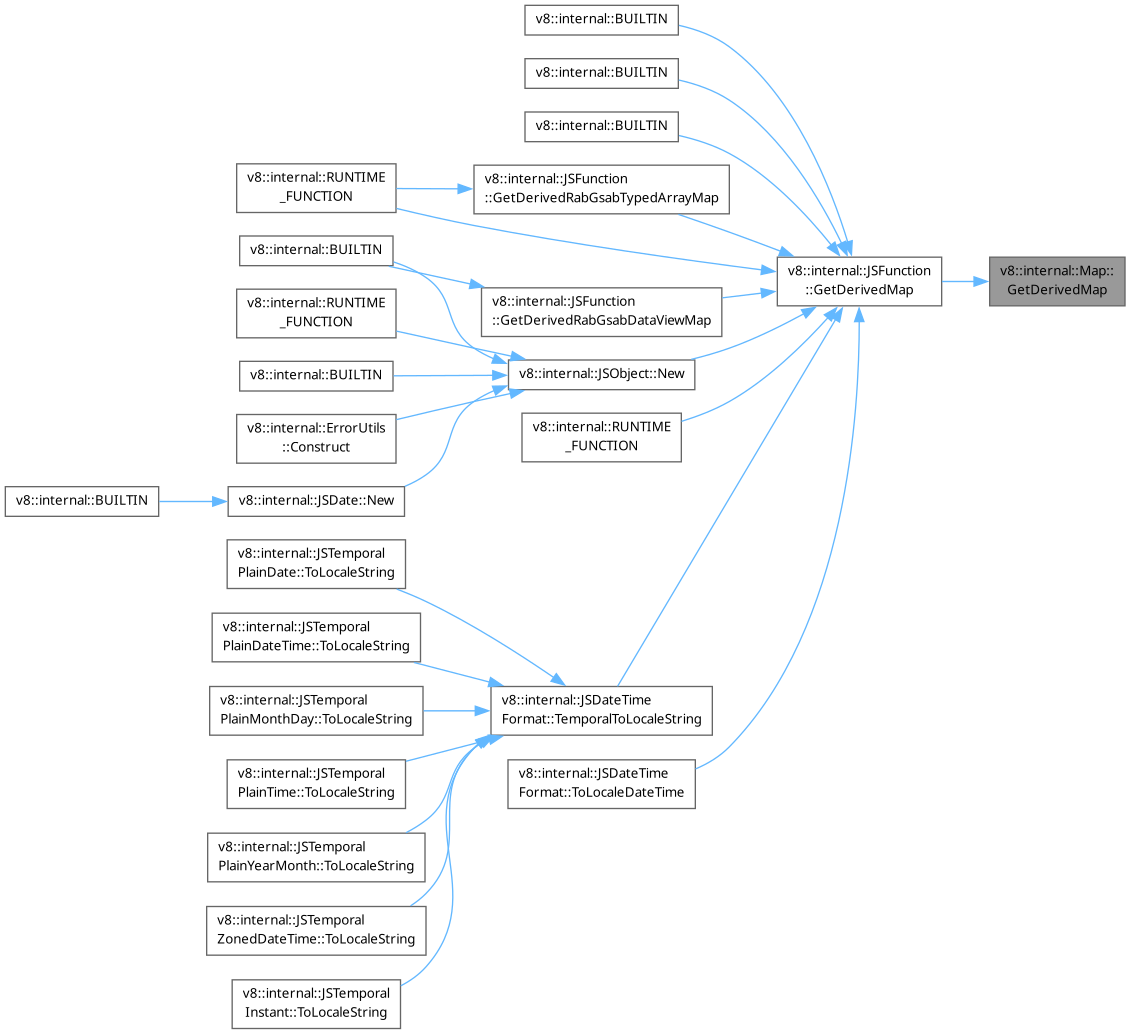 v8::internal::BUILTIN
v8::internal::BUILTIN
v8::internal::BUILTIN
v8::internal::RUNTIME
_FUNCTION
v8::internal::JSFunction
::GetDerivedRabGsabTypedArrayMap
v8::internal::BUILTIN
v8::internal::JSFunction
::GetDerivedMap
v8::internal::Map::
GetDerivedMap
v8::internal::RUNTIME
_FUNCTION
v8::internal::JSFunction
::GetDerivedRabGsabDataViewMap
v8::internal::BUILTIN
v8::internal::JSObject::New
v8::internal::ErrorUtils
::Construct
v8::internal::RUNTIME
_FUNCTION
v8::internal::BUILTIN
v8::internal::JSDate::New
v8::internal::JSTemporal
PlainDate::ToLocaleString
v8::internal::JSTemporal
PlainDateTime::ToLocaleString
v8::internal::JSTemporal
PlainMonthDay::ToLocaleString
v8::internal::JSDateTime
Format::TemporalToLocaleString
v8::internal::JSTemporal
PlainTime::ToLocaleString
v8::internal::JSDateTime
Format::ToLocaleDateTime
v8::internal::JSTemporal
PlainYearMonth::ToLocaleString
v8::internal::JSTemporal
ZonedDateTime::ToLocaleString
v8::internal::JSTemporal
Instant::ToLocaleString